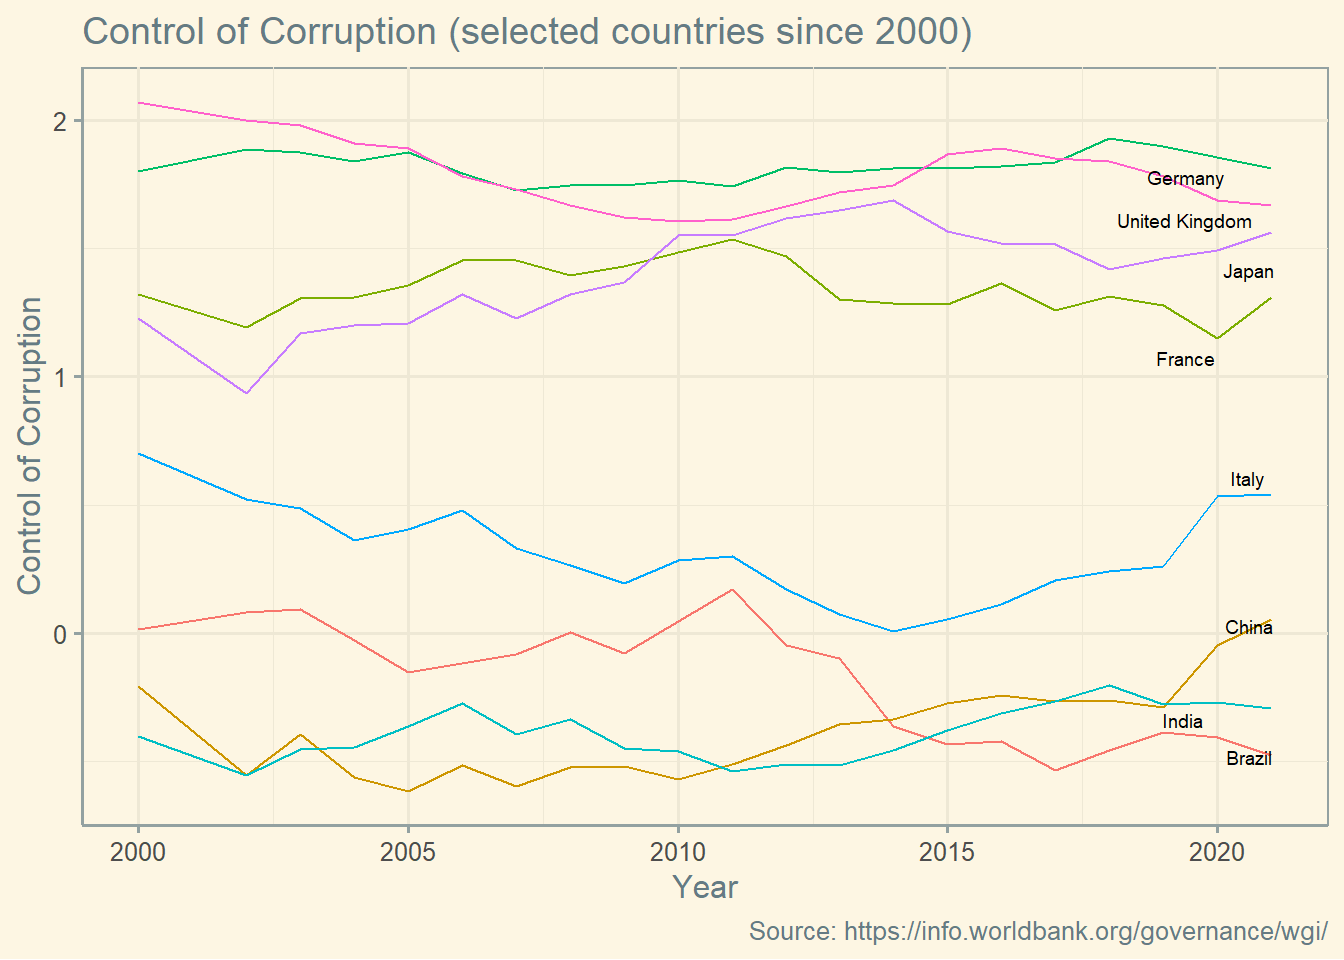 Control of Corruption (selected countries since 2000)
Control of Corruption
2
1
0
Germany
United Kingdom
Japan
France
Italy
China
India
Brazil
2000 2005 2010 2015 2020
Year
Source: https://info.worldbank.org/governance/wgi/